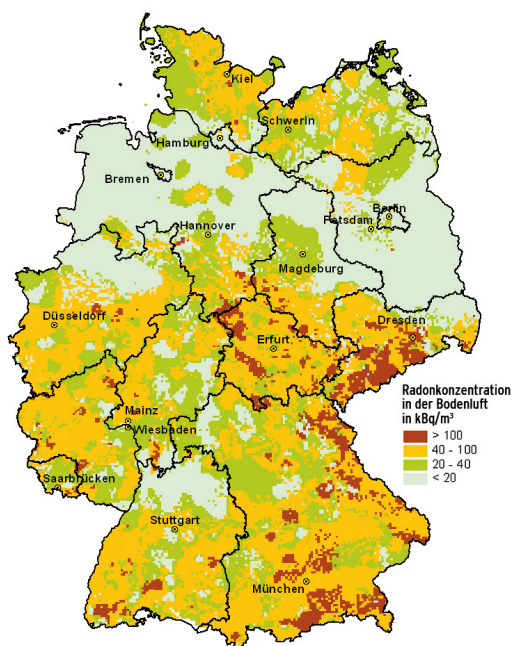 Kiel
Schwerin
Hamburg
Bremen
Berlin
Potsdam
Hannover
Magdeburg
Düsseldorf
Dresden
Erfurt
Radonkonzentration
in der Bodenluft
in kBq/m³
> 100
40 - 100
20 - 40
< 20
Mainz
Wiesbaden
Saarbrücken
Stuttgart
München